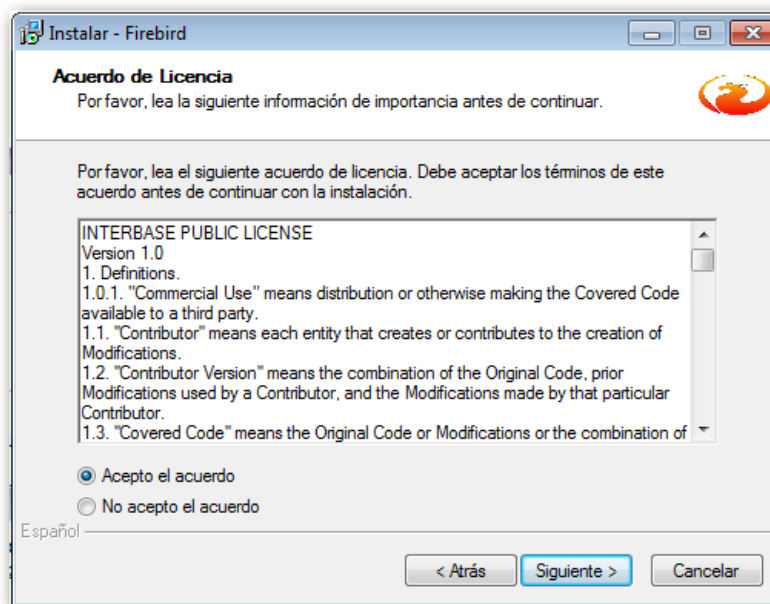 Instalar - Firebird
Acuerdo de Licencia
Por favor, lea la siguiente información de importancia antes de continuar.
Por favor, lea el siguiente acuerdo de licencia. Debe aceptar los términos de este
acuerdo antes de continuar con la instalación.
INTERBASE PUBLIC LICENSE
Version 1.0
1. Definitions.
1.0.1. "Commercial Use" means distribution or otherwise making the Covered Code
available to a third party.
1.1. "Contributor" means each entity that creates or contributes to the creation of
Modifications.
1.2. "Contributor Version" means the combination of the Original Code, prior
Modifications used by a Contributor, and the Modifications made by that particular
Contributor.
1.3. "Covered Code" means the Original Code or Modifications or the combination of
Acepto el acuerdo
No acepto el acuerdo
Español
< Atrás
Siguiente >
Cancelar